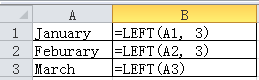 A B
1 January =LEFT(A1, 3)
2 Feburary =LEFT(A2, 3)
3 March =LEFT(A3)